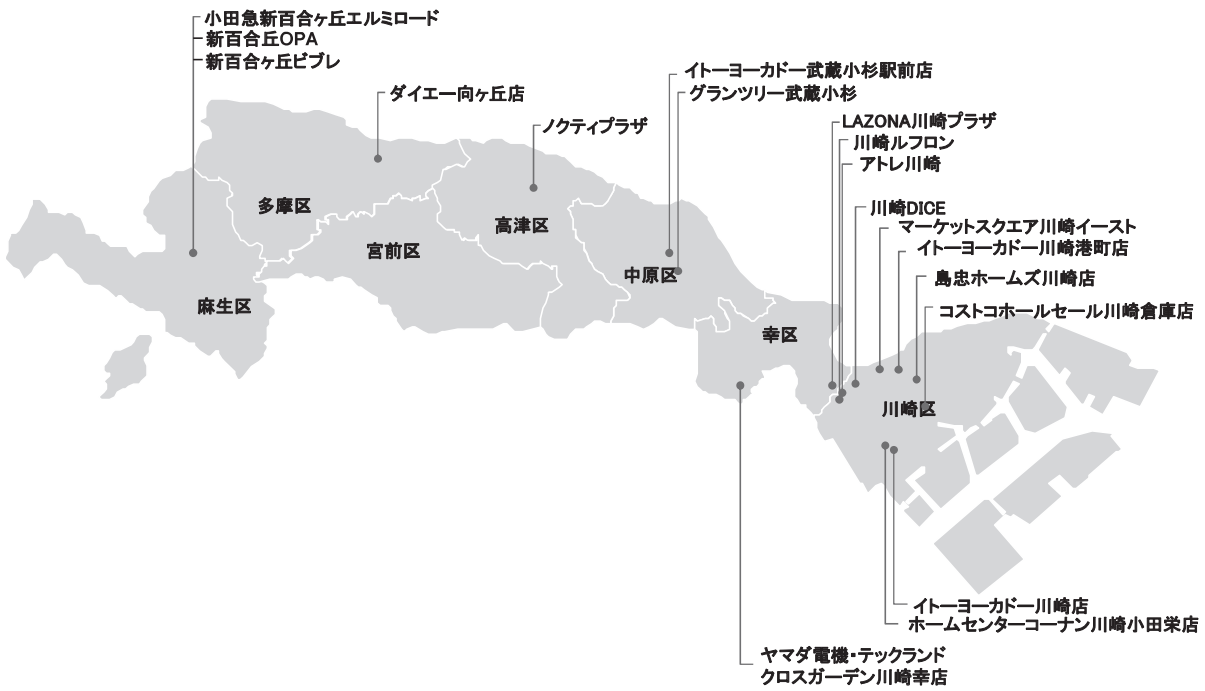 小田急新百合ヶ丘エルミロード
新百合丘OPA
新百合ヶ丘ビブレ
ダイエー向ヶ丘店
ノクティプラザ
イトーヨーカドー武蔵小杉駅前店
グランツリー武蔵小杉
LAZONA川崎プラザ
川崎ルフロン
アトレ川崎
川崎DICE
マーケットスクエア川崎イースト
イトーヨーカドー川崎港町店
島忠ホームズ川崎店
コストコホールセール川崎倉庫店
多摩区
高津区
宮前区
中原区
麻生区
幸区
川崎区
イトーヨーカドー川崎店
ホームセンターコーナン川崎小田栄店
ヤマダ電機・テックランド
クロスガーデン川崎幸店